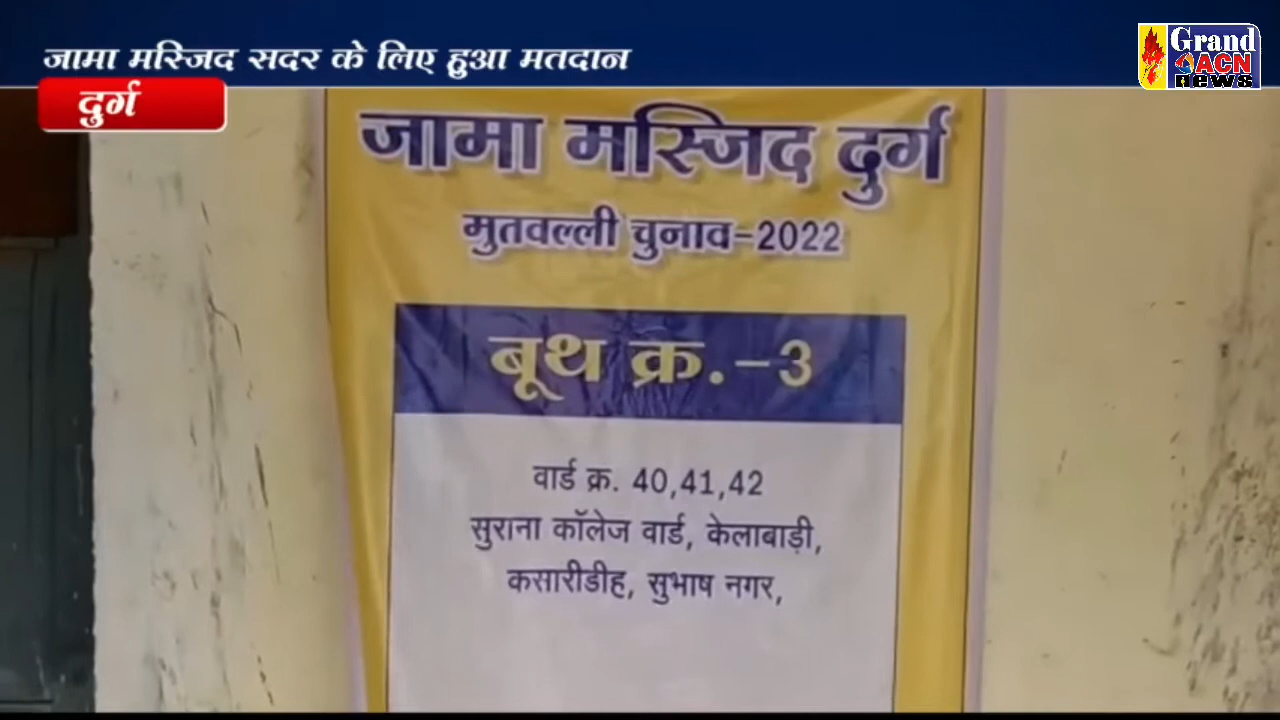 जामा मस्जिद सदर के लिए हुआ मतदान
Grand
ACN
news
दुर्ग
जामा मस्जिद दुर्ग
मुतवल्ली चुनाव-2022
बूथ क्र.-3
वार्ड क्र. 40,41,42
सुराना कॉलेज वार्ड, केलाबाड़ी,
कसारीडीह, सुभाष नगर,